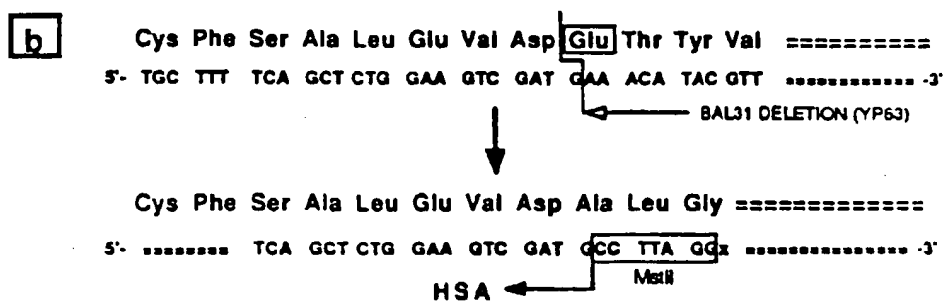 b
Cys Phe Ser Ala Leu Glu Val Asp Glu Thr Tyr Val ==========
5'- TGC TTT TCA GCT CTG GAA GTC GAT GAA ACA TAC GTT ============ -3'
BAL31 DELETION (YP63)
Cys Phe Ser Ala Leu Glu Val Asp Ala Leu Gly =============
5'- ======== TCA GCT CTG GAA GTC GAT GCC TTA GGx ================ -3'
MstII
HSA